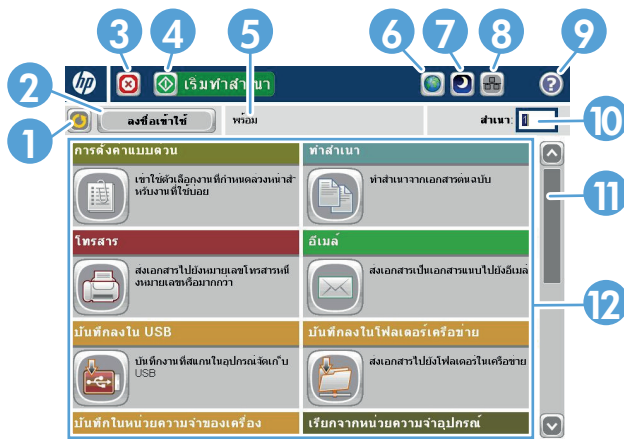 3 4 5 6 7 8 9
hp เริ่มทำสำเนา ?
2 ลงชื่อเข้าใช้ พร้อม สำเนา: 1 10
1
การตั้งค่าแบบด่วน ทำสำเนา
เข้าใช้ตัวเลือกงานที่กำหนดล่วงหน้าสำ ทำสำเนาจากเอกสารต้นฉบับ
หรับงานที่ใช้บ่อย
11
โทรสาร อีเมล์
ส่งเอกสารไปยังหมายเลขโทรสารหนึ่ ส่งเอกสารเป็นเอกสารแนบไปยังอีเมล
งหมายเลขหรือมากกว่า
12
บันทึกลงใน USB บันทึกลงในโฟลเดอร์เครือข่าย
บันทึกงานที่สแกนในอุปกรณ์จัดเก็บ ส่งเอกสารไปยังโฟลเดอร์ในเครือข่าย
USB
บันทึกในหน่วยความจำของเครื่อง เรียกจากหน่วยความจำอุปกรณ์